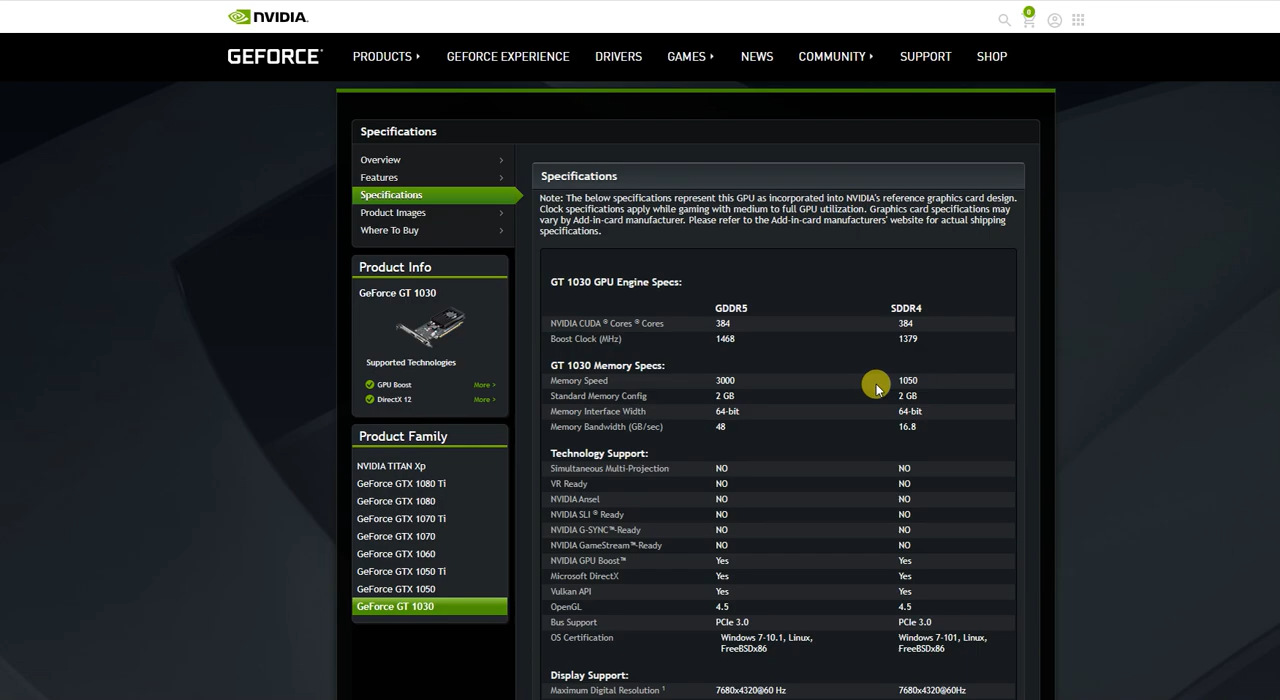 NVIDIA.
0
GEFORCE
PRODUCTS GEFORCE EXPERIENCE DRIVERS GAMES NEWS COMMUNITY SUPPORT SHOP
Specifications
Overview
Features
Specifications
Product Images
Where To Buy
Product Info
GeForce GT 1030
Supported Technologies
GPU Boost More >
DirectX 12 More >
Product Family
NVIDIA TITAN Xp
GeForce GTX 1080 Ti
GeForce GTX 1080
GeForce GTX 1070 Ti
GeForce GTX 1070
GeForce GTX 1060
GeForce GTX 1050 Ti
GeForce GTX 1050
GeForce GT 1030
Specifications
Note: The below specifications represent this GPU as incorporated into NVIDIA's reference graphics card design.
Clock specifications apply while gaming with medium to full GPU utilization. Graphics card specifications may
vary by Add-in-card manufacturer. Please refer to the Add-in-card manufacturers' website for actual shipping
specifications.
GT 1030 GPU Engine Specs:
GDDR5 SDDR4
NVIDIA CUDA ® Cores ® Cores 384 384
Boost Clock (MHz) 1468 1379
GT 1030 Memory Specs:
Memory Speed 3000 1050
Standard Memory Config 2 GB 2 GB
Memory Interface Width 64-bit 64-bit
Memory Bandwidth (GB/sec) 48 16.8
Technology Support:
Simultaneous Multi-Projection NO NO
VR Ready NO NO
NVIDIA Ansel NO NO
NVIDIA SLI ® Ready NO NO
NVIDIA G-SYNC™-Ready NO NO
NVIDIA GameStream™-Ready NO NO
NVIDIA GPU Boost™ Yes Yes
Microsoft DirectX Yes Yes
Vulkan API Yes Yes
OpenGL 4.5 4.5
Bus Support PCIe 3.0 PCIe 3.0
OS Certification Windows 7-10.1, Linux, Windows 7-101, Linux,
FreeBSDx86 FreeBSDx86
Display Support:
Maximum Digital Resolution ¹ 7680x4320@60 Hz 7680x4320@60Hz